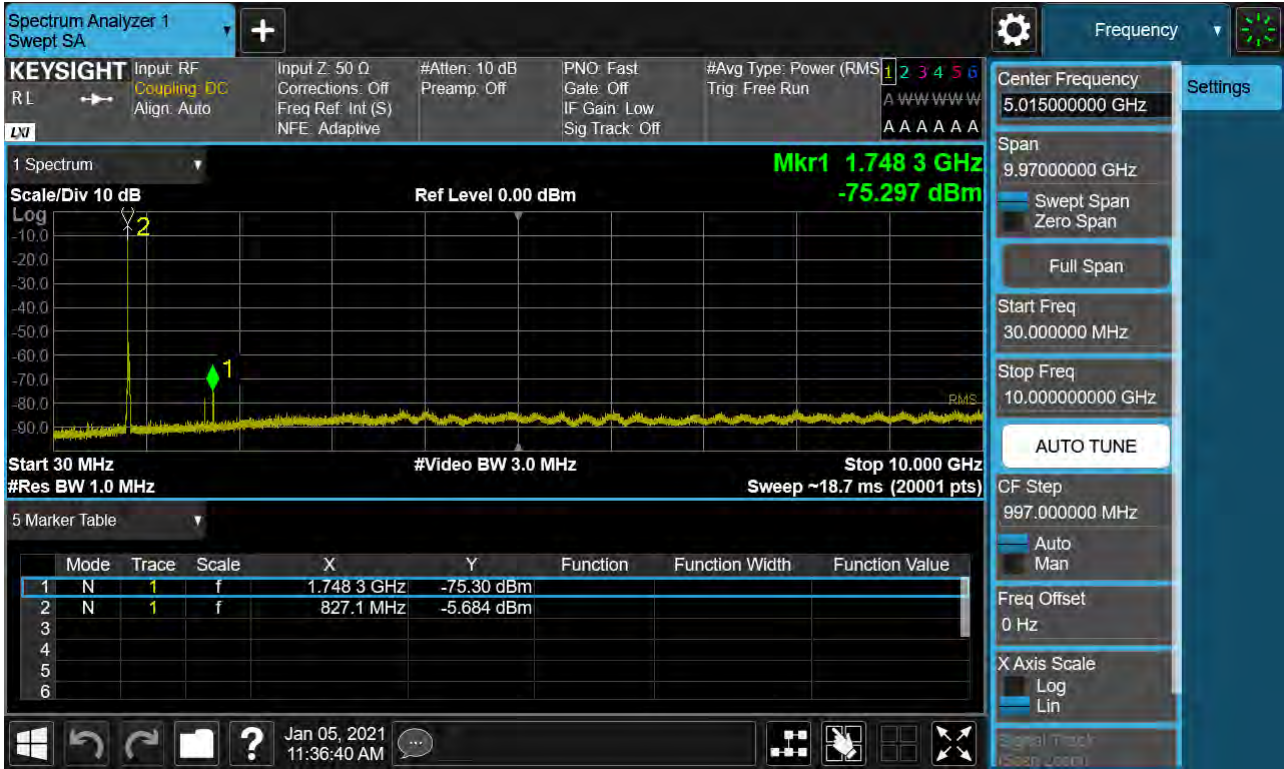 Spectrum Analyzer 1
Swept SA
+
Frequency
KEYSIGHT
RL
LXI
Input: RF
Coupling: DC
Align: Auto
Input Z: 50 Ω
Corrections: Off
Freq Ref: Int (S)
NFE: Adaptive
#Atten: 10 dB
Preamp: Off
PNO: Fast
Gate: Off
IF Gain: Low
Sig Track: Off
#Avg Type: Power (RMS
Trig: Free Run
1 2 3 4 5 6
A W W W W W
A A A A A A
1 Spectrum
Mkr1 1.748 3 GHz
-75.297 dBm
Scale/Div 10 dB
Ref Level 0.00 dBm
Log
-10.0
-20.0
-30.0
-40.0
-50.0
-60.0
-70.0
-80.0
-90.0
2
1
RMS
Start 30 MHz
#Video BW 3.0 MHz
Stop 10.000 GHz
#Res BW 1.0 MHz
Sweep ~18.7 ms (20001 pts)
5 Marker Table
Mode Trace Scale X Y Function Function Width Function Value
1 N 1 f 1.748 3 GHz -75.30 dBm
2 N 1 f 827.1 MHz -5.684 dBm
3
4
5
6
Center Frequency
5.015000000 GHz
Settings
Span
9.97000000 GHz
Swept Span
Zero Span
Full Span
Start Freq
30.000000 MHz
Stop Freq
10.000000000 GHz
AUTO TUNE
CF Step
997.000000 MHz
Auto
Man
Freq Offset
0 Hz
X Axis Scale
Log
Lin
Signal Track
(Span Zoom)
?
Jan 05, 2021
11:36:40 AM